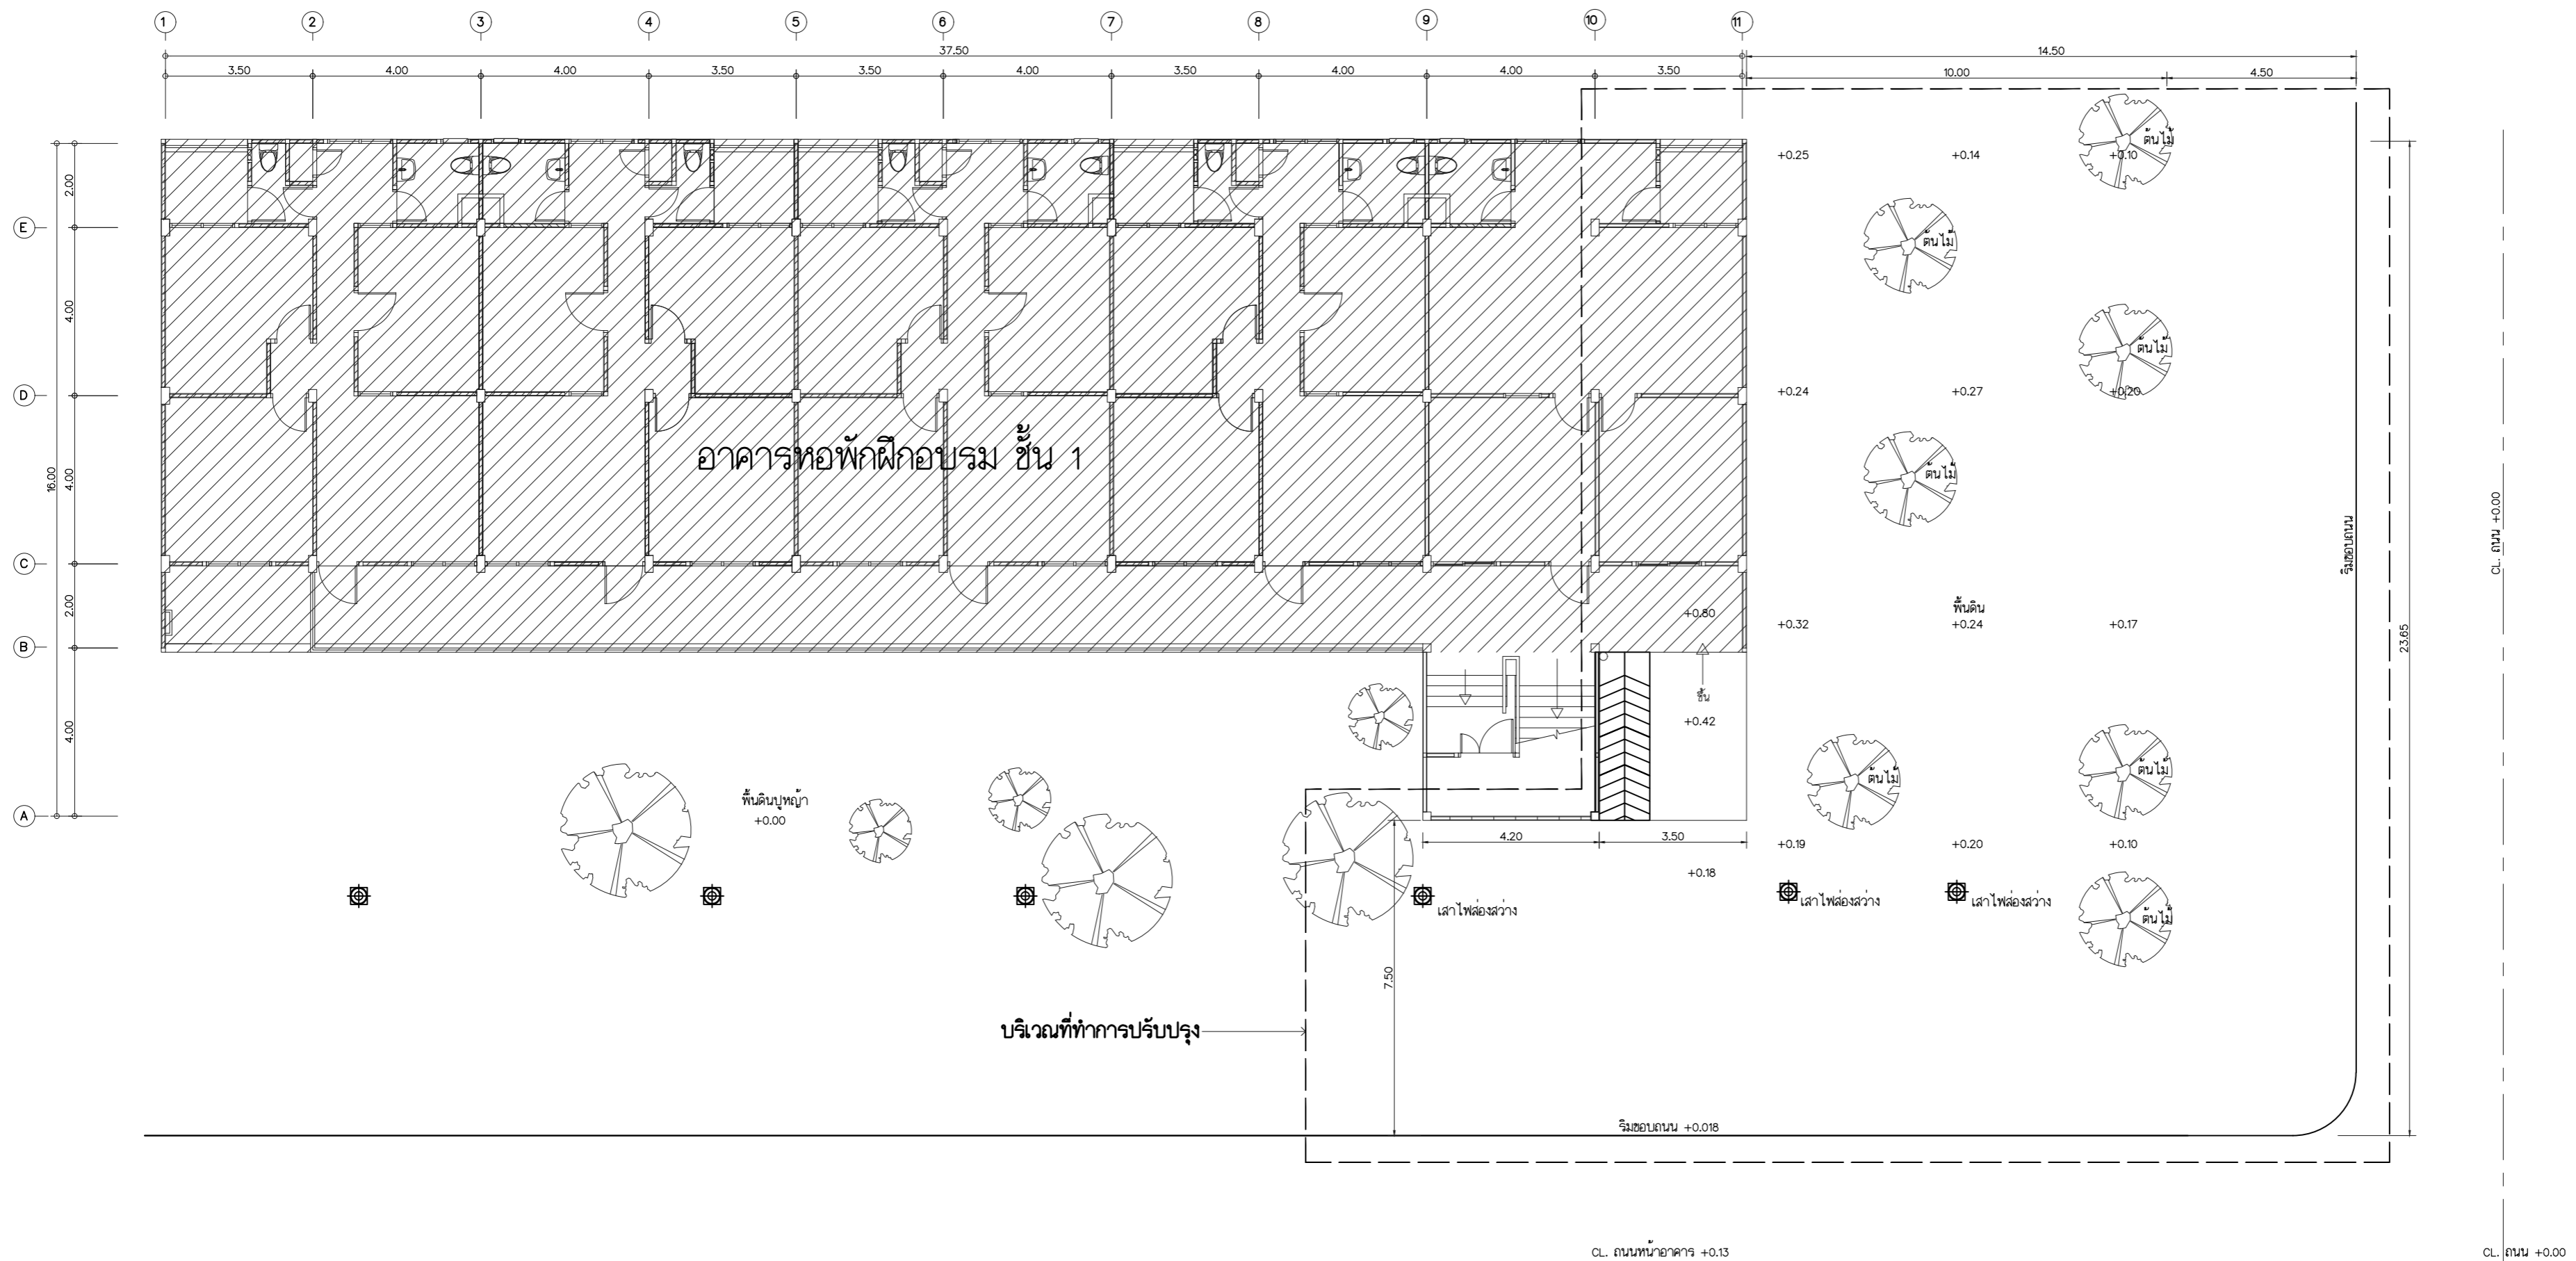 1 2 3 4 5 6 7 8 9 10 11
37.50
14.50
3.50 4.00 4.00 3.50 3.50 4.00 3.50 4.00 4.00 3.50
10.00 4.50
ต้นไม้
+0.25 +0.14 +0.10
2.00
E
ต้นไม้
4.00
ต้นไม้
D
+0.24 +0.27 +0.20
อาคารหอพักฝึกอบรม ชั้น 1
ต้นไม้
16.00
4.00
CL. ถนน +0.00
ริมขอบถนน
C
2.00
พื้นดิน
+0.80
+0.32 +0.24 +0.17
23.65
B
ขึ้น
+0.42
4.00
ต้นไม้
ต้นไม้
พื้นดินปูหญ้า
+0.00
A
4.20 3.50
+0.19 +0.20 +0.10
+0.18
เสาไฟส่องสว่าง
เสาไฟส่องสว่าง
เสาไฟส่องสว่าง
ต้นไม้
7.50
บริเวณที่ทำการปรับปรุง
ริมขอบถนน +0.018
CL. ถนนหน้าอาคาร +0.13
CL. ถนน +0.00